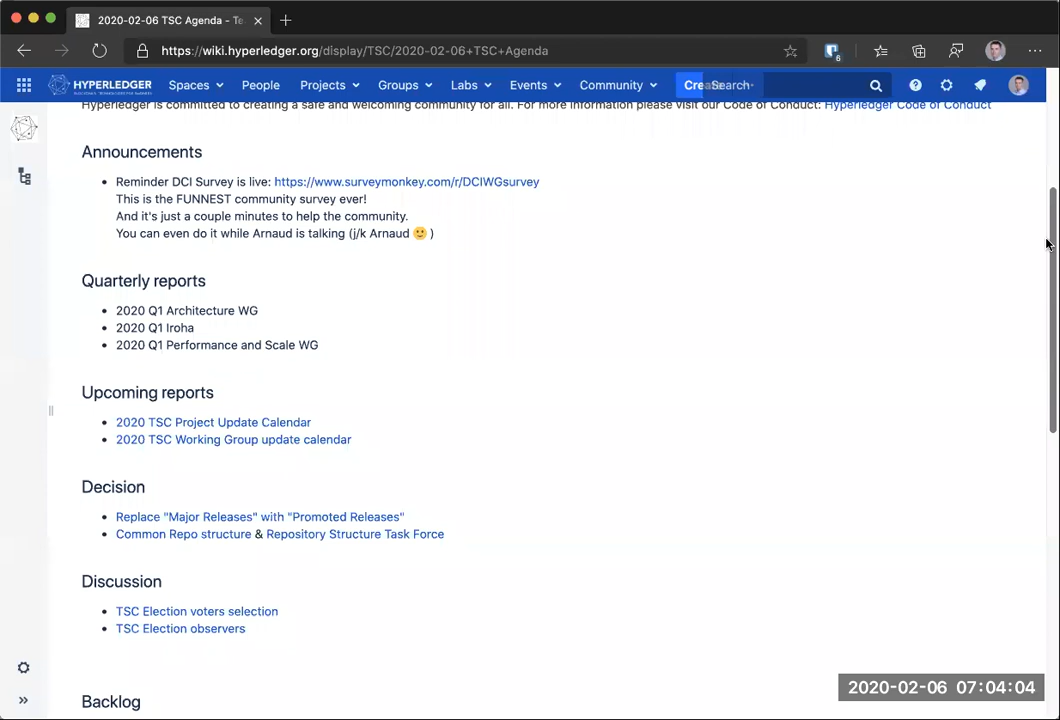 2020-02-06 TSC Agenda - Te
https://wiki.hyperledger.org/display/TSC/2020-02-06+TSC+Agenda
6
HYPERLEDGER Spaces People Projects Groups Labs Events Community Cre Search
Hyperledger is committed to creating a safe and welcoming community for all. For more information please visit our Code of Conduct: Hyperledger Code of Conduct
Announcements
Reminder DCI Survey is live: https://www.surveymonkey.com/r/DCIWGsurvey
This is the FUNNEST community survey ever!
And it's just a couple minutes to help the community.
You can even do it while Arnaud is talking (j/k Arnaud 🙂 )
Quarterly reports
2020 Q1 Architecture WG
2020 Q1 Iroha
2020 Q1 Performance and Scale WG
Upcoming reports
2020 TSC Project Update Calendar
2020 TSC Working Group update calendar
Decision
Replace "Major Releases" with "Promoted Releases"
Common Repo structure & Repository Structure Task Force
Discussion
TSC Election voters selection
TSC Election observers
Backlog
2020-02-06 07:04:04